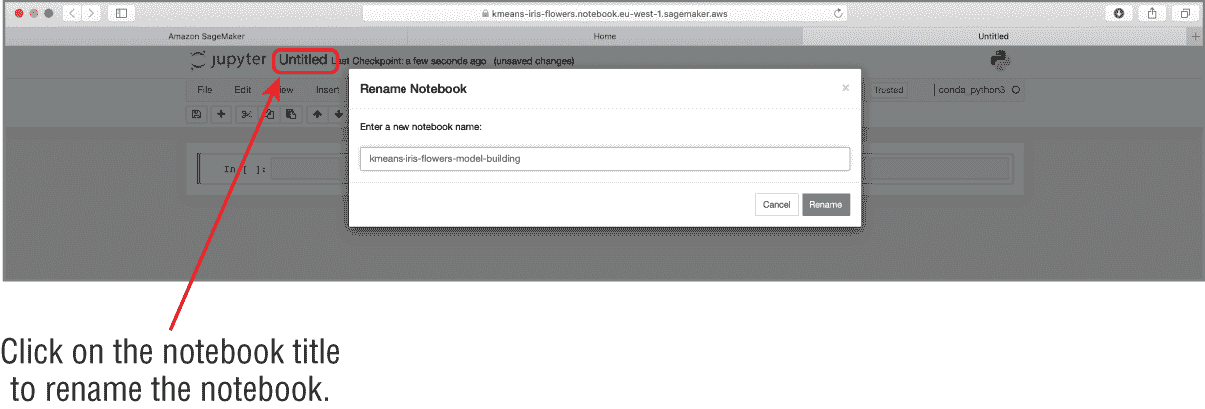 kmeans-iris-flowers.notebook.eu-west-1.sagemaker.aws
Amazon SageMaker Home Untitled
jupyter Untitled Last Checkpoint: a few seconds ago (unsaved changes)
File Edit View Insert Trusted conda_python3
Rename Notebook
Enter a new notebook name:
kmeans-iris-flowers-model-building
Cancel Rename
In [ ]:
Click on the notebook title
to rename the notebook.